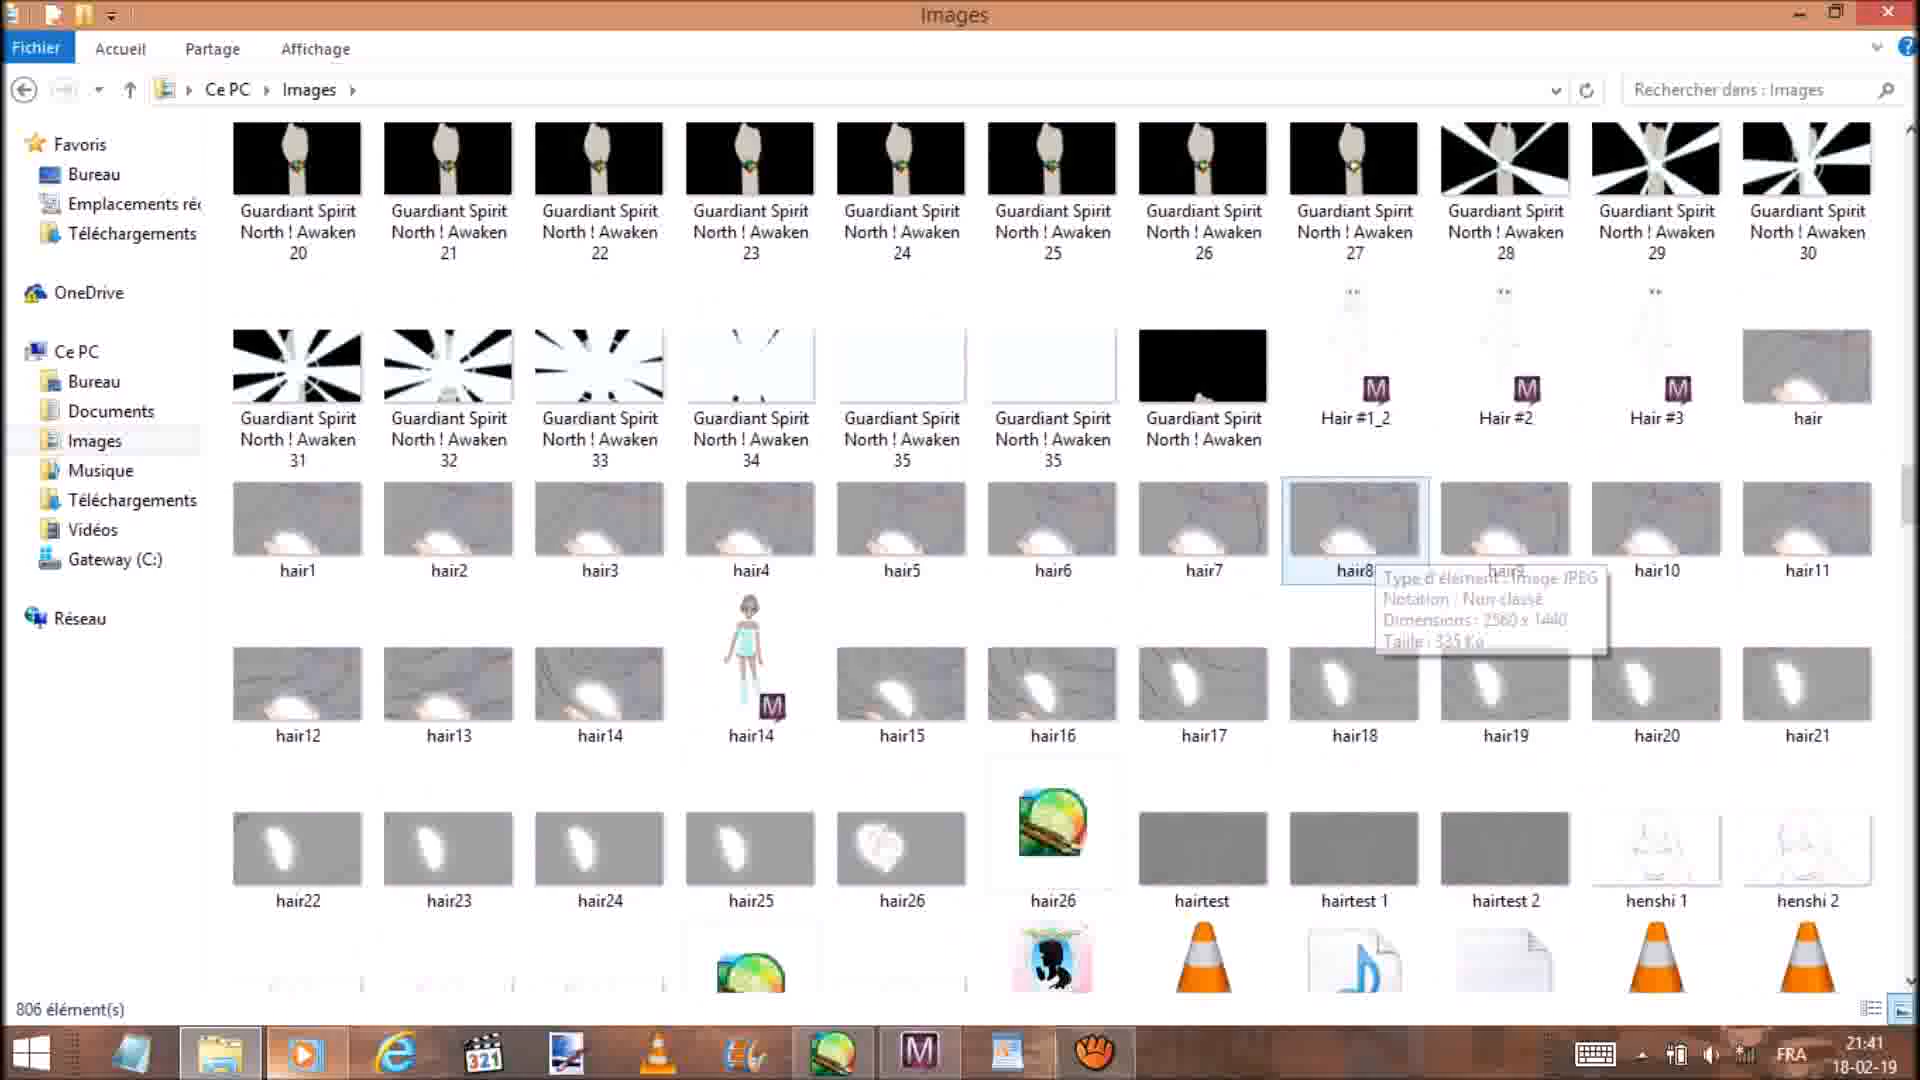 Images
Fichier Accueil Partage Affichage ?
Ce PC Images Rechercher dans : Images
Favoris
Bureau
Emplacements réc
Téléchargements
OneDrive
Ce PC
Bureau
Documents
Images
Musique
Téléchargements
Vidéos
Gateway (C:)
Réseau
Guardiant Spirit North ! Awaken 20
Guardiant Spirit North ! Awaken 21
Guardiant Spirit North ! Awaken 22
Guardiant Spirit North ! Awaken 23
Guardiant Spirit North ! Awaken 24
Guardiant Spirit North ! Awaken 25
Guardiant Spirit North ! Awaken 26
Guardiant Spirit North ! Awaken 27
Guardiant Spirit North ! Awaken 28
Guardiant Spirit North ! Awaken 29
Guardiant Spirit North ! Awaken 30
Guardiant Spirit North ! Awaken 31
Guardiant Spirit North ! Awaken 32
Guardiant Spirit North ! Awaken 33
Guardiant Spirit North ! Awaken 34
Guardiant Spirit North ! Awaken 35
Guardiant Spirit North ! Awaken 35
Guardiant Spirit North ! Awaken
M Hair #1_2
M Hair #2
M Hair #3
hair
hair1 hair2 hair3 hair4 hair5 hair6 hair7 hair8 hair9 hair10 hair11
Type d'élément : Image JPEG
Notation : Non classé
Dimensions : 2560 x 1440
Taille : 335 Ko
M
hair12 hair13 hair14 hair14 hair15 hair16 hair17 hair18 hair19 hair20 hair21
hair22 hair23 hair24 hair25 hair26 hair26 hairtest hairtest 1 hairtest 2 henshi 1 henshi 2
806 élément(s)
321 M FRA 21:41
18-02-19